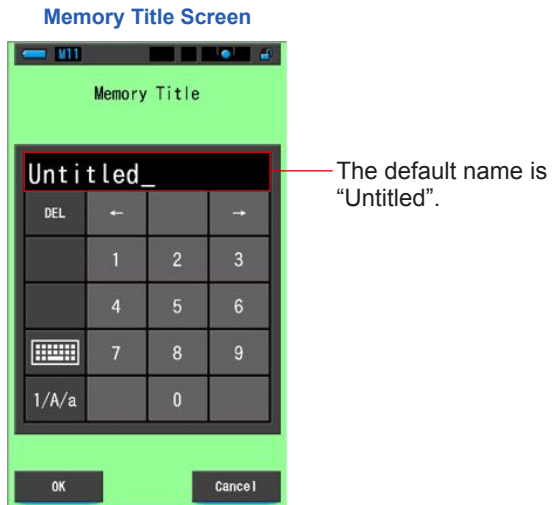 Memory Title Screen
M11
Memory Title
Untitled_
The default name is
“Untitled”.
DEL ← →
1 2 3
4 5 6
7 8 9
1/A/a 0
OK Cancel